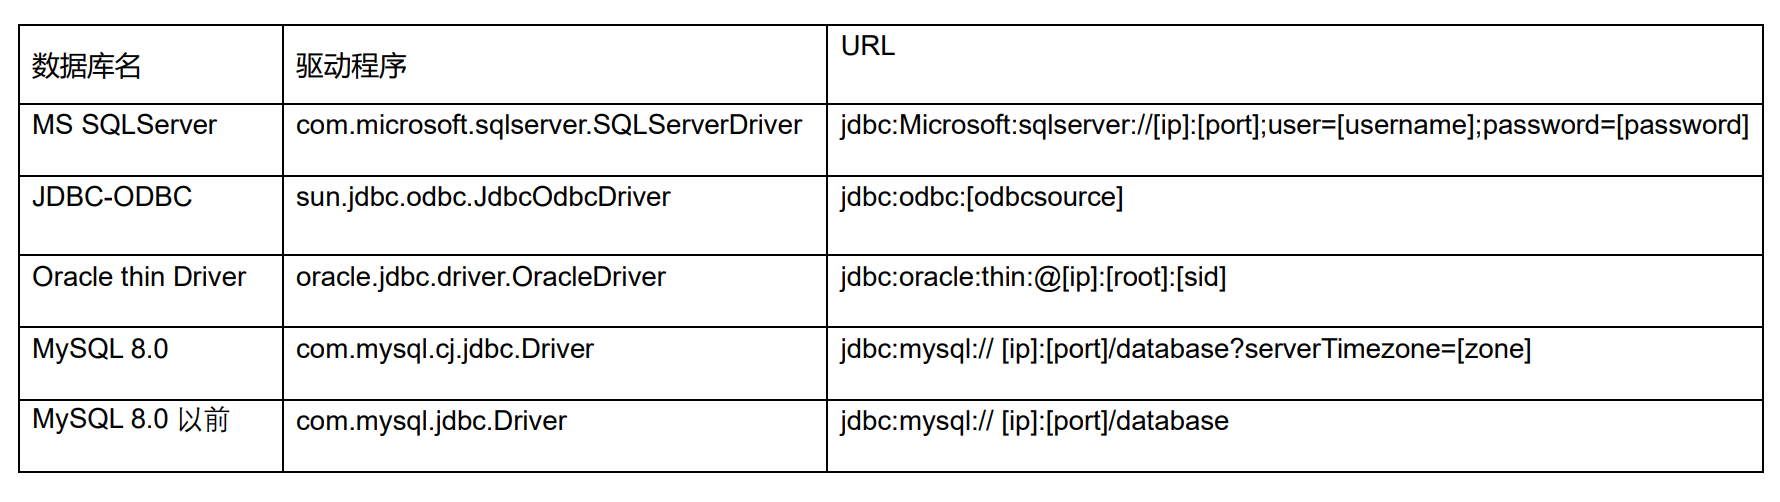 数据库名 驱动程序 URL
MS SQLServer com.microsoft.sqlserver.SQLServerDriver jdbc:Microsoft:sqlserver://[ip]:[port];user=[username];password=[password]
JDBC-ODBC sun.jdbc.odbc.JdbcOdbcDriver jdbc:odbc:[odbcsource]
Oracle thin Driver oracle.jdbc.driver.OracleDriver jdbc:oracle:thin:@[ip]:[root]:[sid]
MySQL 8.0 com.mysql.cj.jdbc.Driver jdbc:mysql:// [ip]:[port]/database?serverTimezone=[zone]
MySQL 8.0 以前 com.mysql.jdbc.Driver jdbc:mysql:// [ip]:[port]/database